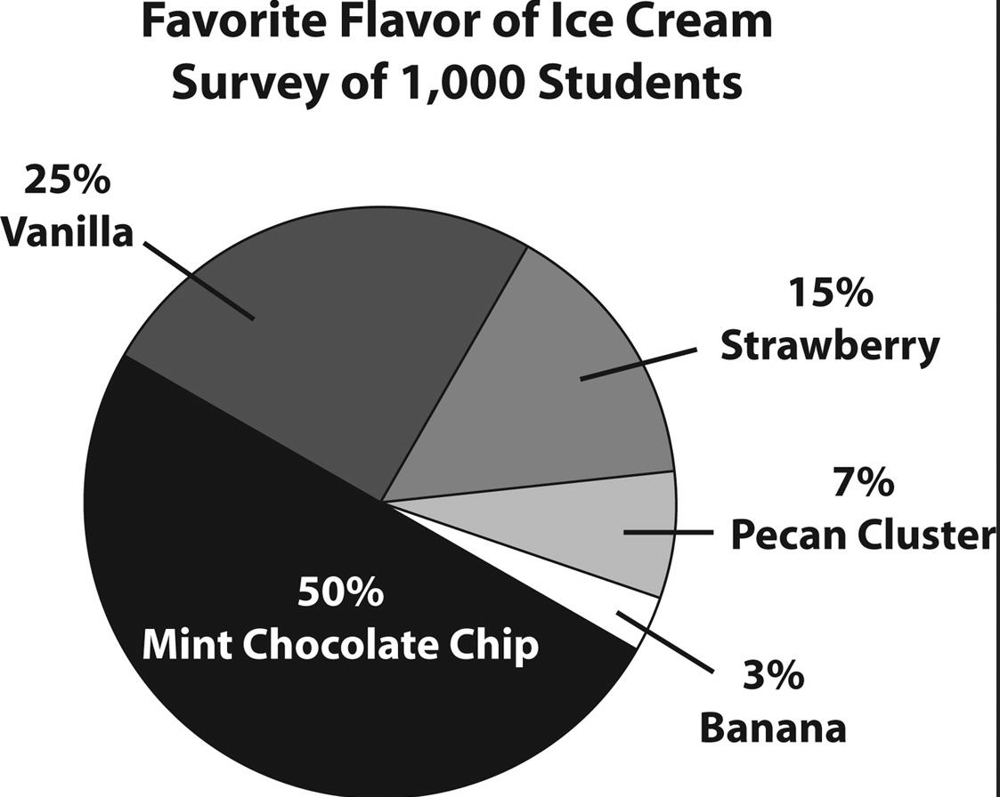 Favorite Flavor of Ice Cream
Survey of 1,000 Students
25%
Vanilla
15%
Strawberry
7%
Pecan Cluster
50%
Mint Chocolate Chip
3%
Banana